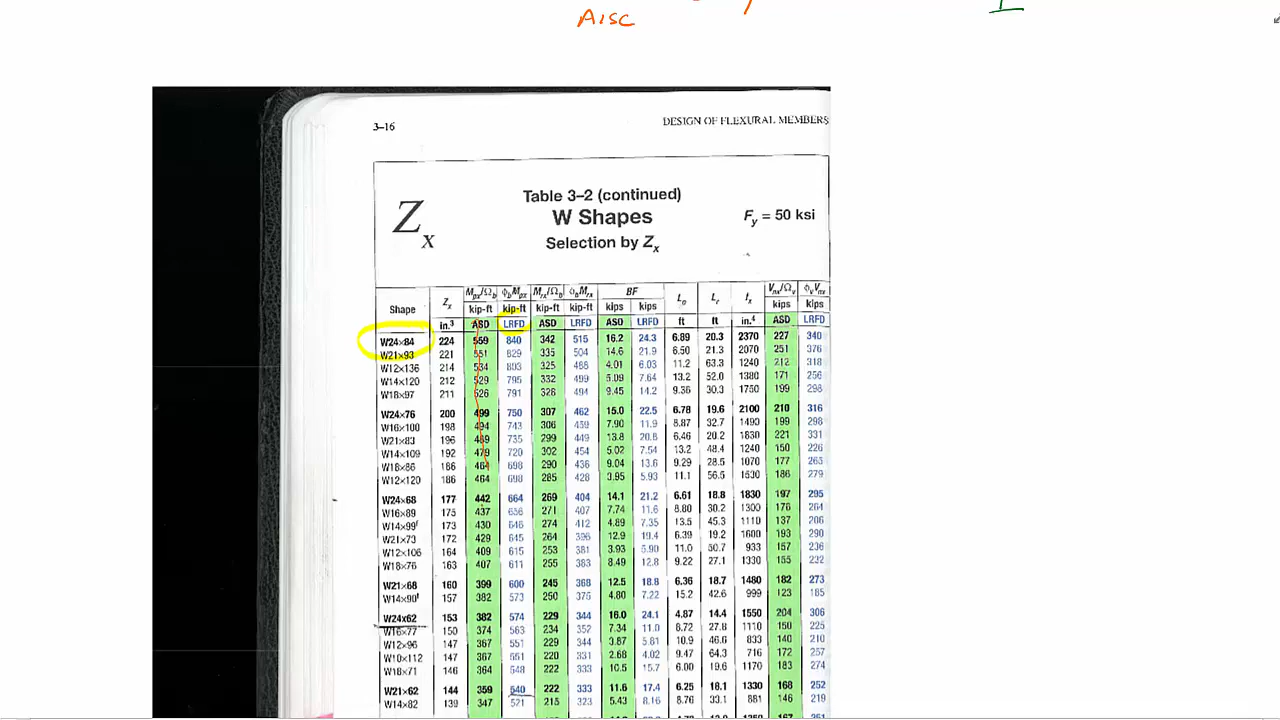 AISC
3–16
DESIGN OF FLEXURAL MEMBERS
Zx
Table 3–2 (continued)
W Shapes
Selection by Zx
Fy = 50 ksi
Shape Zx Mpx/Ωb ϕbMpx Mrx/Ωb ϕbMrx BF Lp Lr Ix Vnx/Ωv ϕvVnx
kip-ft kip-ft kip-ft kip-ft kips kips kips kips
in.³ ASD LRFD ASD LRFD ASD LRFD ft ft in.⁴ ASD LRFD
W24×84 224 559 840 342 515 16.2 24.3 6.89 20.3 2370 227 340
W21×93 221 551 829 335 504 14.6 21.9 6.50 21.3 2070 251 376
W12×136 214 534 803 325 488 4.01 6.03 11.2 63.3 1240 212 318
W14×120 212 529 795 332 499 5.09 7.64 13.2 52.0 1380 171 256
W18×97 211 526 791 328 494 9.45 14.2 9.36 30.3 1750 199 298
W24×76 200 499 750 307 462 15.0 22.5 6.78 19.6 2100 210 316
W16×100 198 494 743 306 459 7.90 11.9 8.87 32.7 1490 199 298
W21×83 196 489 735 299 449 13.8 20.8 6.46 20.2 1830 221 331
W14×109 192 479 720 302 454 5.02 7.54 13.2 48.4 1240 150 226
W18×86 186 464 698 290 436 9.04 13.6 9.29 28.5 1530 177 265
W12×120 186 464 698 285 428 3.95 5.93 11.1 56.5 1070 186 279
W24×68 177 442 664 269 404 14.1 21.2 6.61 18.8 1830 197 295
W16×89 175 437 656 271 407 7.74 11.6 8.80 30.2 1300 176 264
W14×99f 173 430 646 274 412 4.89 7.35 13.5 45.3 1110 137 206
W21×73 172 429 645 264 396 12.9 19.4 6.39 19.2 1600 193 290
W12×106 164 409 615 253 381 3.93 5.90 11.0 50.7 933 157 236
W18×76 163 407 611 255 383 8.49 12.8 9.22 27.1 1330 155 232
W21×68 160 399 600 245 368 12.5 18.8 6.36 18.7 1480 182 273
W14×90f 157 382 573 250 375 4.80 7.22 15.2 42.6 999 123 185
W24×62 153 382 574 229 344 16.0 24.1 4.87 14.4 1550 204 306
W16×77 150 374 563 234 352 7.34 11.0 8.72 27.8 1110 150 225
W12×96 147 367 551 229 344 3.87 5.81 10.9 46.6 833 140 210
W10×112 147 367 551 220 331 2.68 4.02 9.47 64.3 716 172 257
W18×71 146 364 548 222 333 10.5 15.7 6.00 19.6 1170 183 274
W21×62 144 359 540 222 333 11.6 17.4 6.25 18.1 1330 168 252
W14×82 139 347 521 215 323 5.43 8.16 8.76 33.1 881 146 219